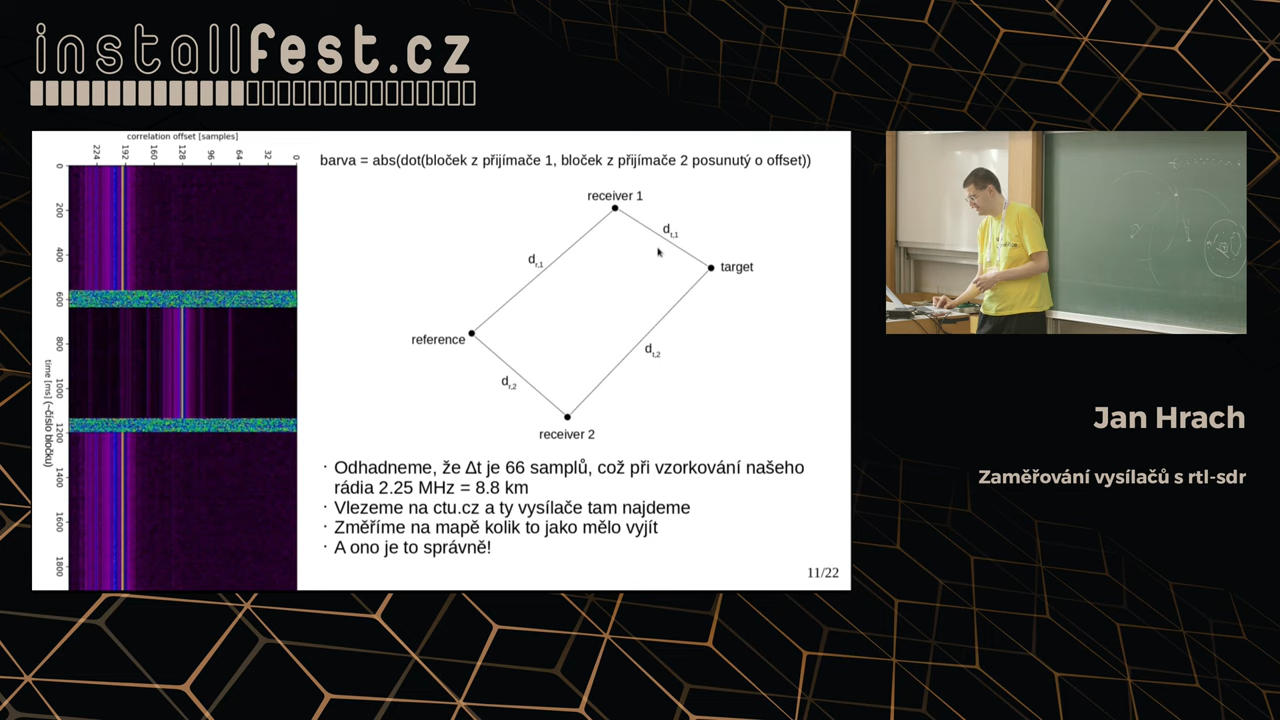 installfest.cz
correlation offset [samples]
224 192 160 128 96 64 32 0
0
200
400
600
800
1000
1200
1400
1600
1800
time [ms] (~číslo bločku)
barva = abs(dot(bloček z přijímače 1, bloček z přijímače 2 posunutý o offset))
receiver 1
dt,1
dr,1
target
reference
dt,2
dr,2
receiver 2
· Odhadneme, že Δt je 66 samplů, což při vzorkování našeho
rádia 2.25 MHz = 8.8 km
· Vlezeme na ctu.cz a ty vysílače tam najdeme
· Změříme na mapě kolik to jako mělo vyjít
· A ono je to správně!
11/22
Jan Hrach
Zaměřování vysílačů s rtl-sdr